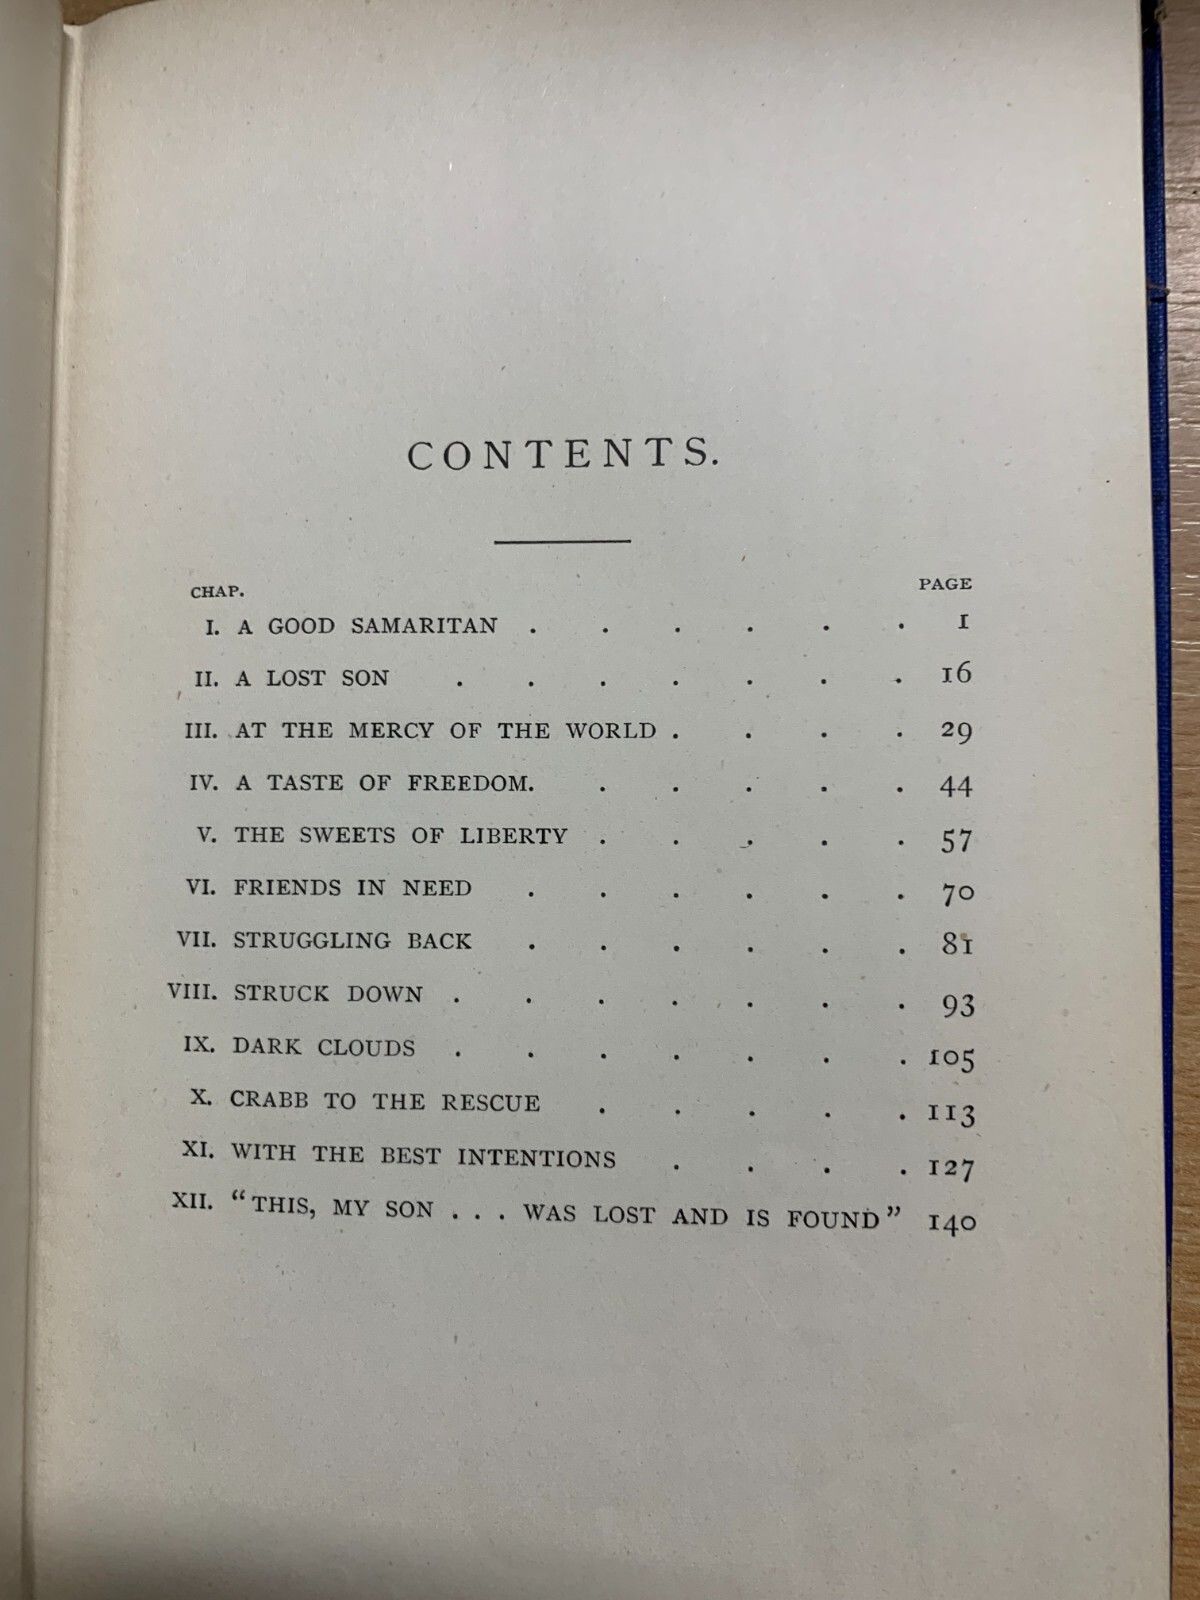 CONTENTS.
CHAP. PAGE
I. A GOOD SAMARITAN . . . . . . 1
II. A LOST SON . . . . . . . 16
III. AT THE MERCY OF THE WORLD . . . . 29
IV. A TASTE OF FREEDOM. . . . . . 44
V. THE SWEETS OF LIBERTY . . . . . 57
VI. FRIENDS IN NEED . . . . . . 70
VII. STRUGGLING BACK . . . . . . 81
VIII. STRUCK DOWN . . . . . . . 93
IX. DARK CLOUDS . . . . . . . 105
X. CRABB TO THE RESCUE . . . . . 113
XI. WITH THE BEST INTENTIONS . . . . 127
XII. “THIS, MY SON . . . WAS LOST AND IS FOUND” 140